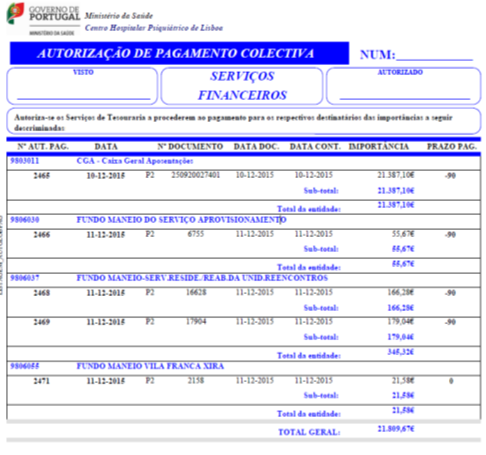 GOVERNO DE
PORTUGAL
MINISTÉRIO DA SAÚDE
Ministério da Saúde
Centro Hospitalar Psiquiátrico de Lisboa
AUTORIZAÇÃO DE PAGAMENTO COLECTIVA
NUM:
VISTO
SERVIÇOS
FINANCEIROS
AUTORIZADO
Autoriza-se os Serviços de Tesouraria a procederem ao pagamento para os respectivos destinatários das importâncias a seguir
descriminadas
Nº AUT. PAG. DATA Nº DOCUMENTO DATA DOC. DATA CONT. IMPORTÂNCIA PRAZO PAG.
9803011 CGA - Caixa Geral Aposentações
2465 10-12-2015 P2 250920027401 10-12-2015 10-12-2015 21.387,10€ -90
Sub-total: 21.387,10€
Total da entidade: 21.387,10€
9806030 FUNDO MANEIO DO SERVIÇO APROVISIONAMENTO
2466 11-12-2015 P2 6755 11-12-2015 11-12-2015 55,67€ -90
Sub-total: 55,67€
Total da entidade: 55,67€
9806037 FUNDO MANEIO-SERV.RESIDE./REAB.DA UNID.REENCONTROS
2468 11-12-2015 P2 16628 11-12-2015 11-12-2015 166,28€ -90
Sub-total: 166,28€
2469 11-12-2015 P2 17904 11-12-2015 11-12-2015 179,04€ -90
Sub-total: 179,04€
Total da entidade: 345,32€
9806055 FUNDO MANEIO VILA FRANCA XIRA
2471 11-12-2015 P2 2158 11-12-2015 11-12-2015 21,58€ 0
Sub-total: 21,58€
Total da entidade: 21,58€
TOTAL GERAL: 21.809,67€